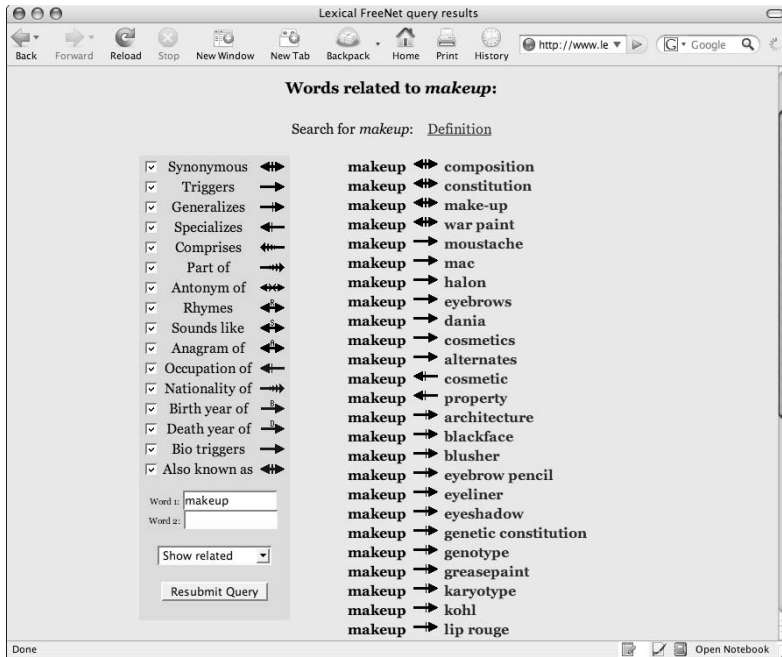 Lexical FreeNet query results
Back Forward Reload Stop New Window New Tab Backpack Home Print History http://www.le G Google
Words related to makeup:
Search for makeup: Definition
Synonymous
Triggers
Generalizes
Specializes
Comprises
Part of
Antonym of
Rhymes R
Sounds like S
Anagram of A
Occupation of
Nationality of
Birth year of B
Death year of D
Bio triggers
Also known as
Word 1: makeup
Word 2:
Show related
Resubmit Query
makeup composition
makeup constitution
makeup make-up
makeup war paint
makeup moustache
makeup mac
makeup halon
makeup eyebrows
makeup dania
makeup cosmetics
makeup alternates
makeup cosmetic
makeup property
makeup architecture
makeup blackface
makeup blusher
makeup eyebrow pencil
makeup eyeliner
makeup eyeshadow
makeup genetic constitution
makeup genotype
makeup greasepaint
makeup karyotype
makeup kohl
makeup lip rouge
Done Open Notebook